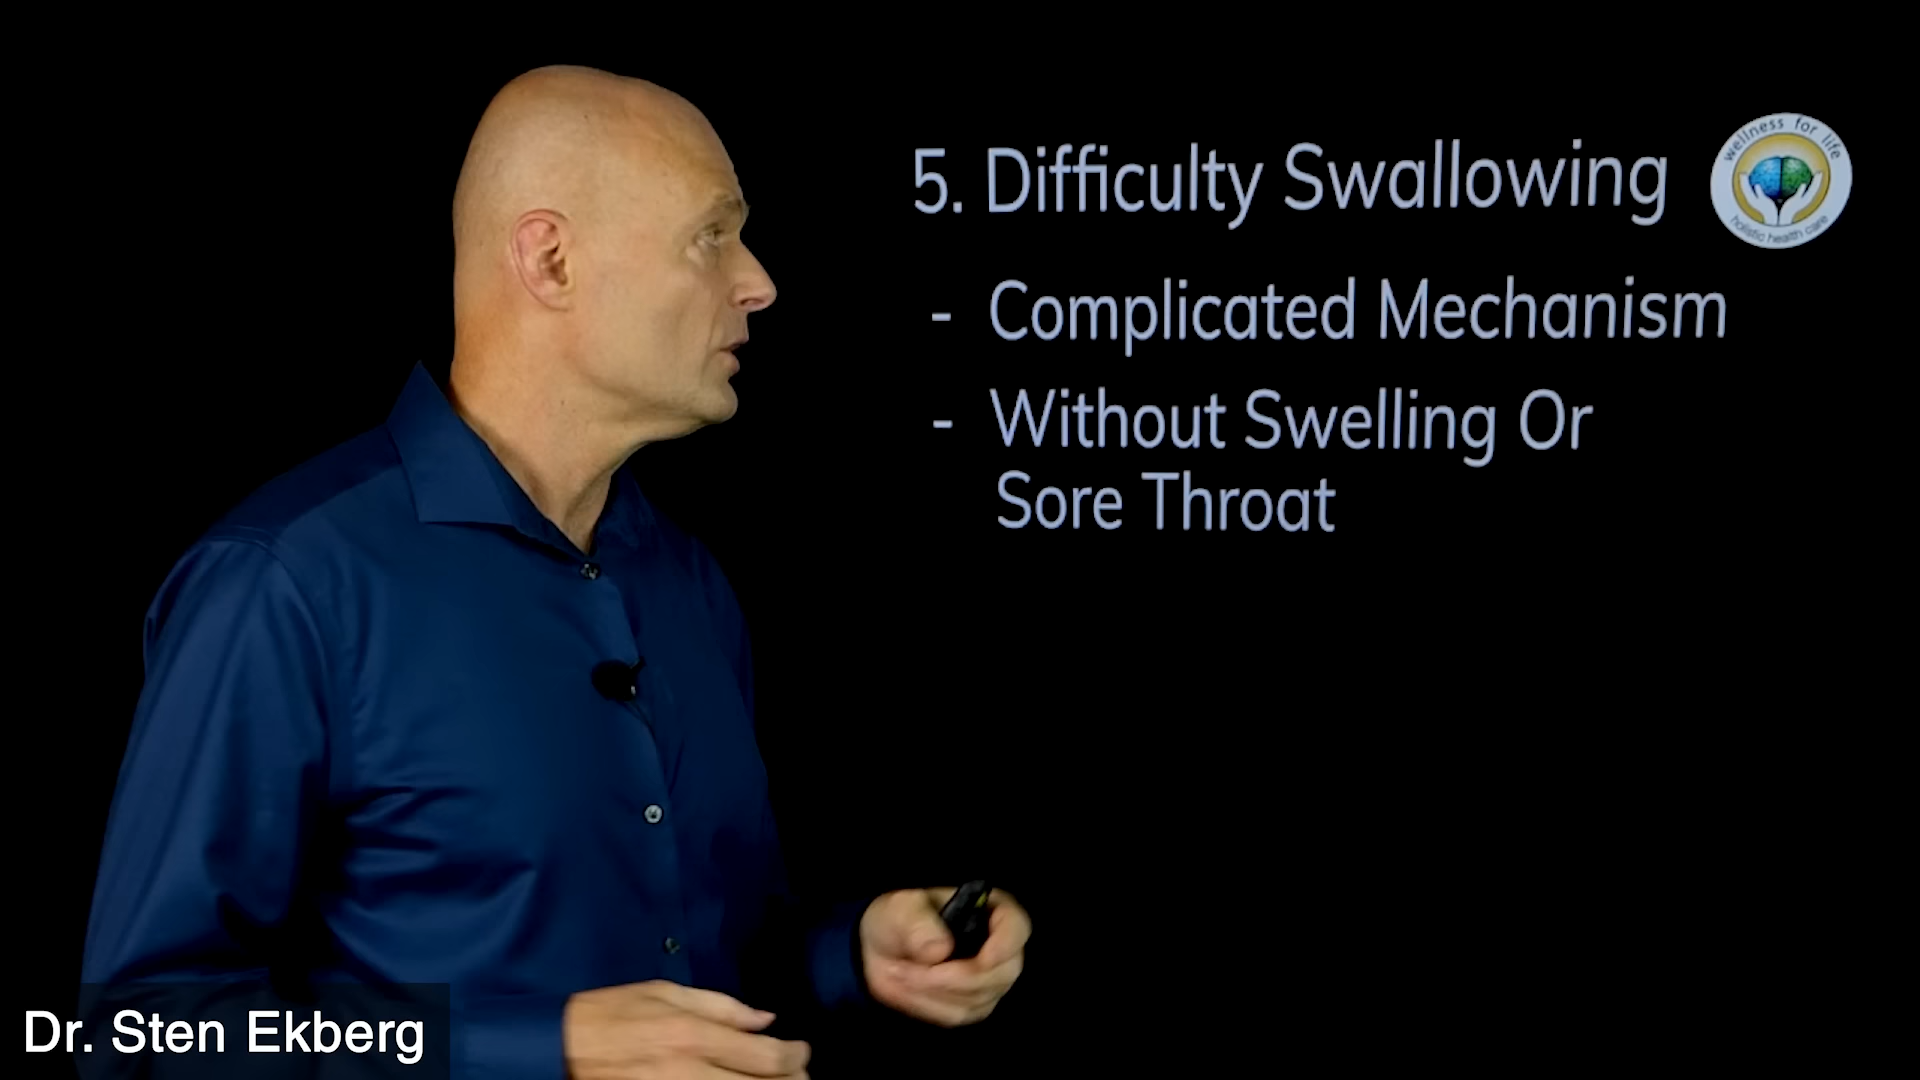 5. Difficulty Swallowing
wellness for life
holistic health care
- Complicated Mechanism
- Without Swelling Or
Sore Throat
Dr. Sten Ekberg